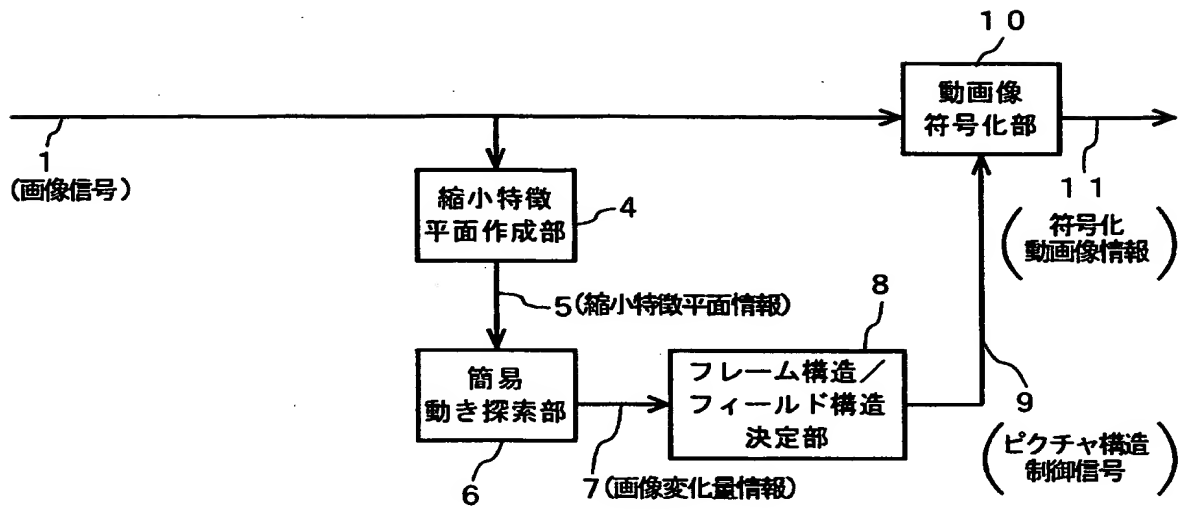 10
動画像
符号化部
1
(画像信号)
11
(符号化
動画像情報)
縮小特徴
平面作成部
4
5(縮小特徴平面情報)
8
簡易
動き探索部
フレーム構造/
フィールド構造
決定部
9
(ピクチャ構造
制御信号)
6
7(画像変化量情報)